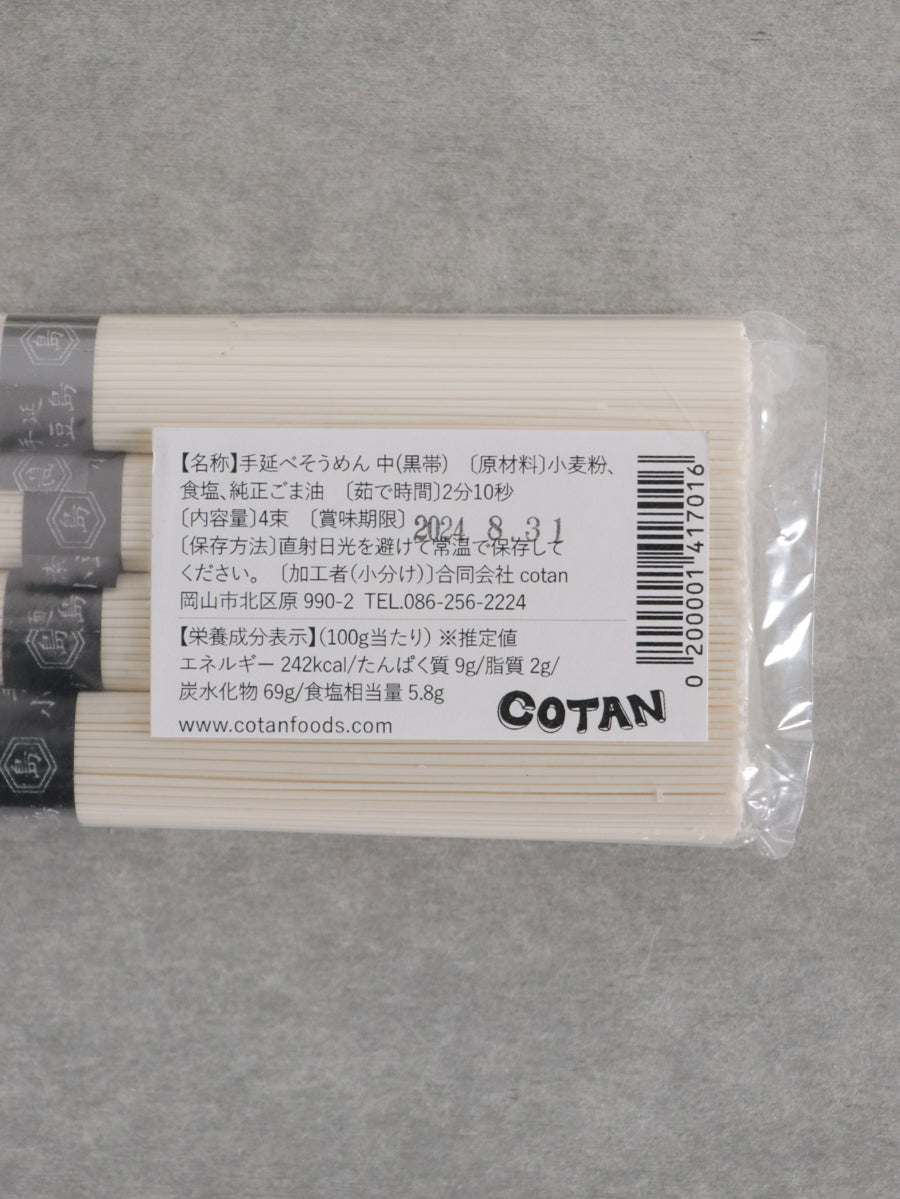 【名称】手延べそうめん 中(黒帯) 〔原材料〕小麦粉、
食塩、純正ごま油 〔茹で時間〕2分10秒
〔内容量〕4束 〔賞味期限〕2024.8.31
〔保存方法〕直射日光を避けて常温で保存して
ください。 〔加工者(小分け)〕合同会社 cotan
岡山市北区原 990-2 TEL.086-256-2224
【栄養成分表示】(100g当たり) ※推定値
エネルギー 242kcal/たんぱく質 9g/脂質 2g/
炭水化物 69g/食塩相当量 5.8g
www.cotanfoods.com
COTAN
0 200001 417016
島
手延
島
島
島